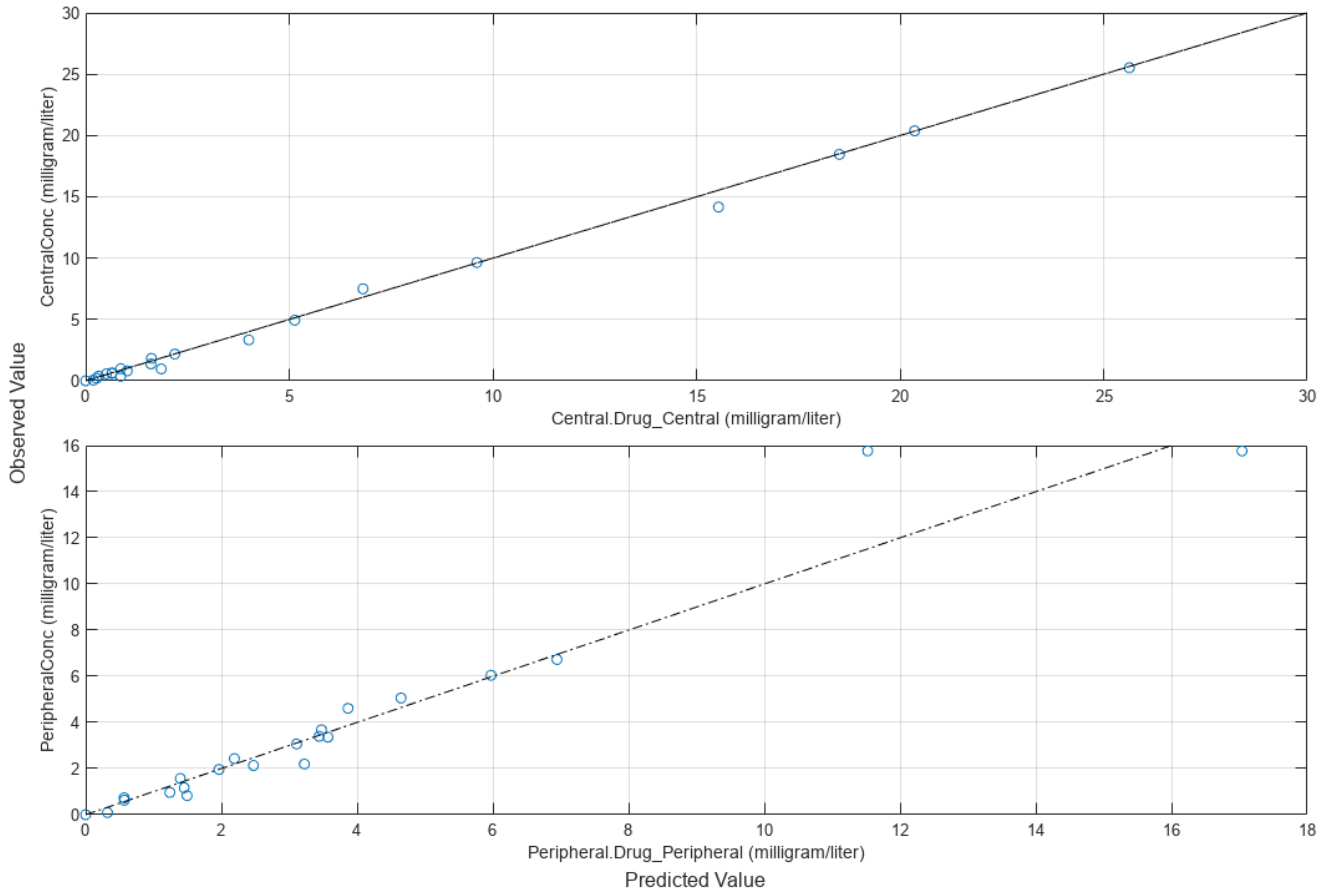 Observed Value
CentralConc (milligram/liter)
30
25
20
15
10
5
0
0 5 10 15 20 25 30
Central.Drug_Central (milligram/liter)
PeripheralConc (milligram/liter)
16
14
12
10
8
6
4
2
0
0 2 4 6 8 10 12 14 16 18
Peripheral.Drug_Peripheral (milligram/liter)
Predicted Value